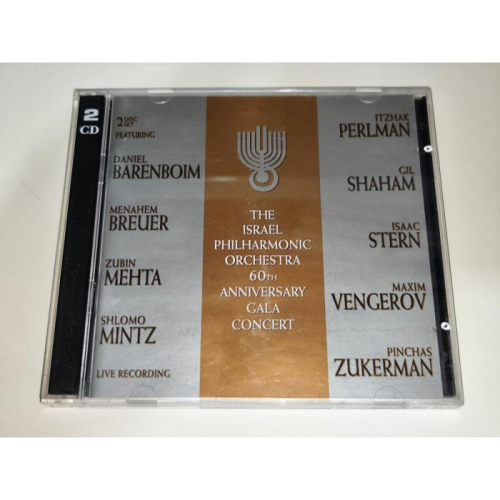 2
CD
2 DISC SET
FEATURING
DANIEL
BARENBOIM
MENAHEM
BREUER
ZUBIN
MEHTA
SHLOMO
MINTZ
LIVE RECORDING
THE
ISRAEL
PHILHARMONIC
ORCHESTRA
60TH
ANNIVERSARY
GALA
CONCERT
ITZHAK
PERLMAN
GIL
SHAHAM
ISAAC
STERN
MAXIM
VENGEROV
PINCHAS
ZUKERMAN